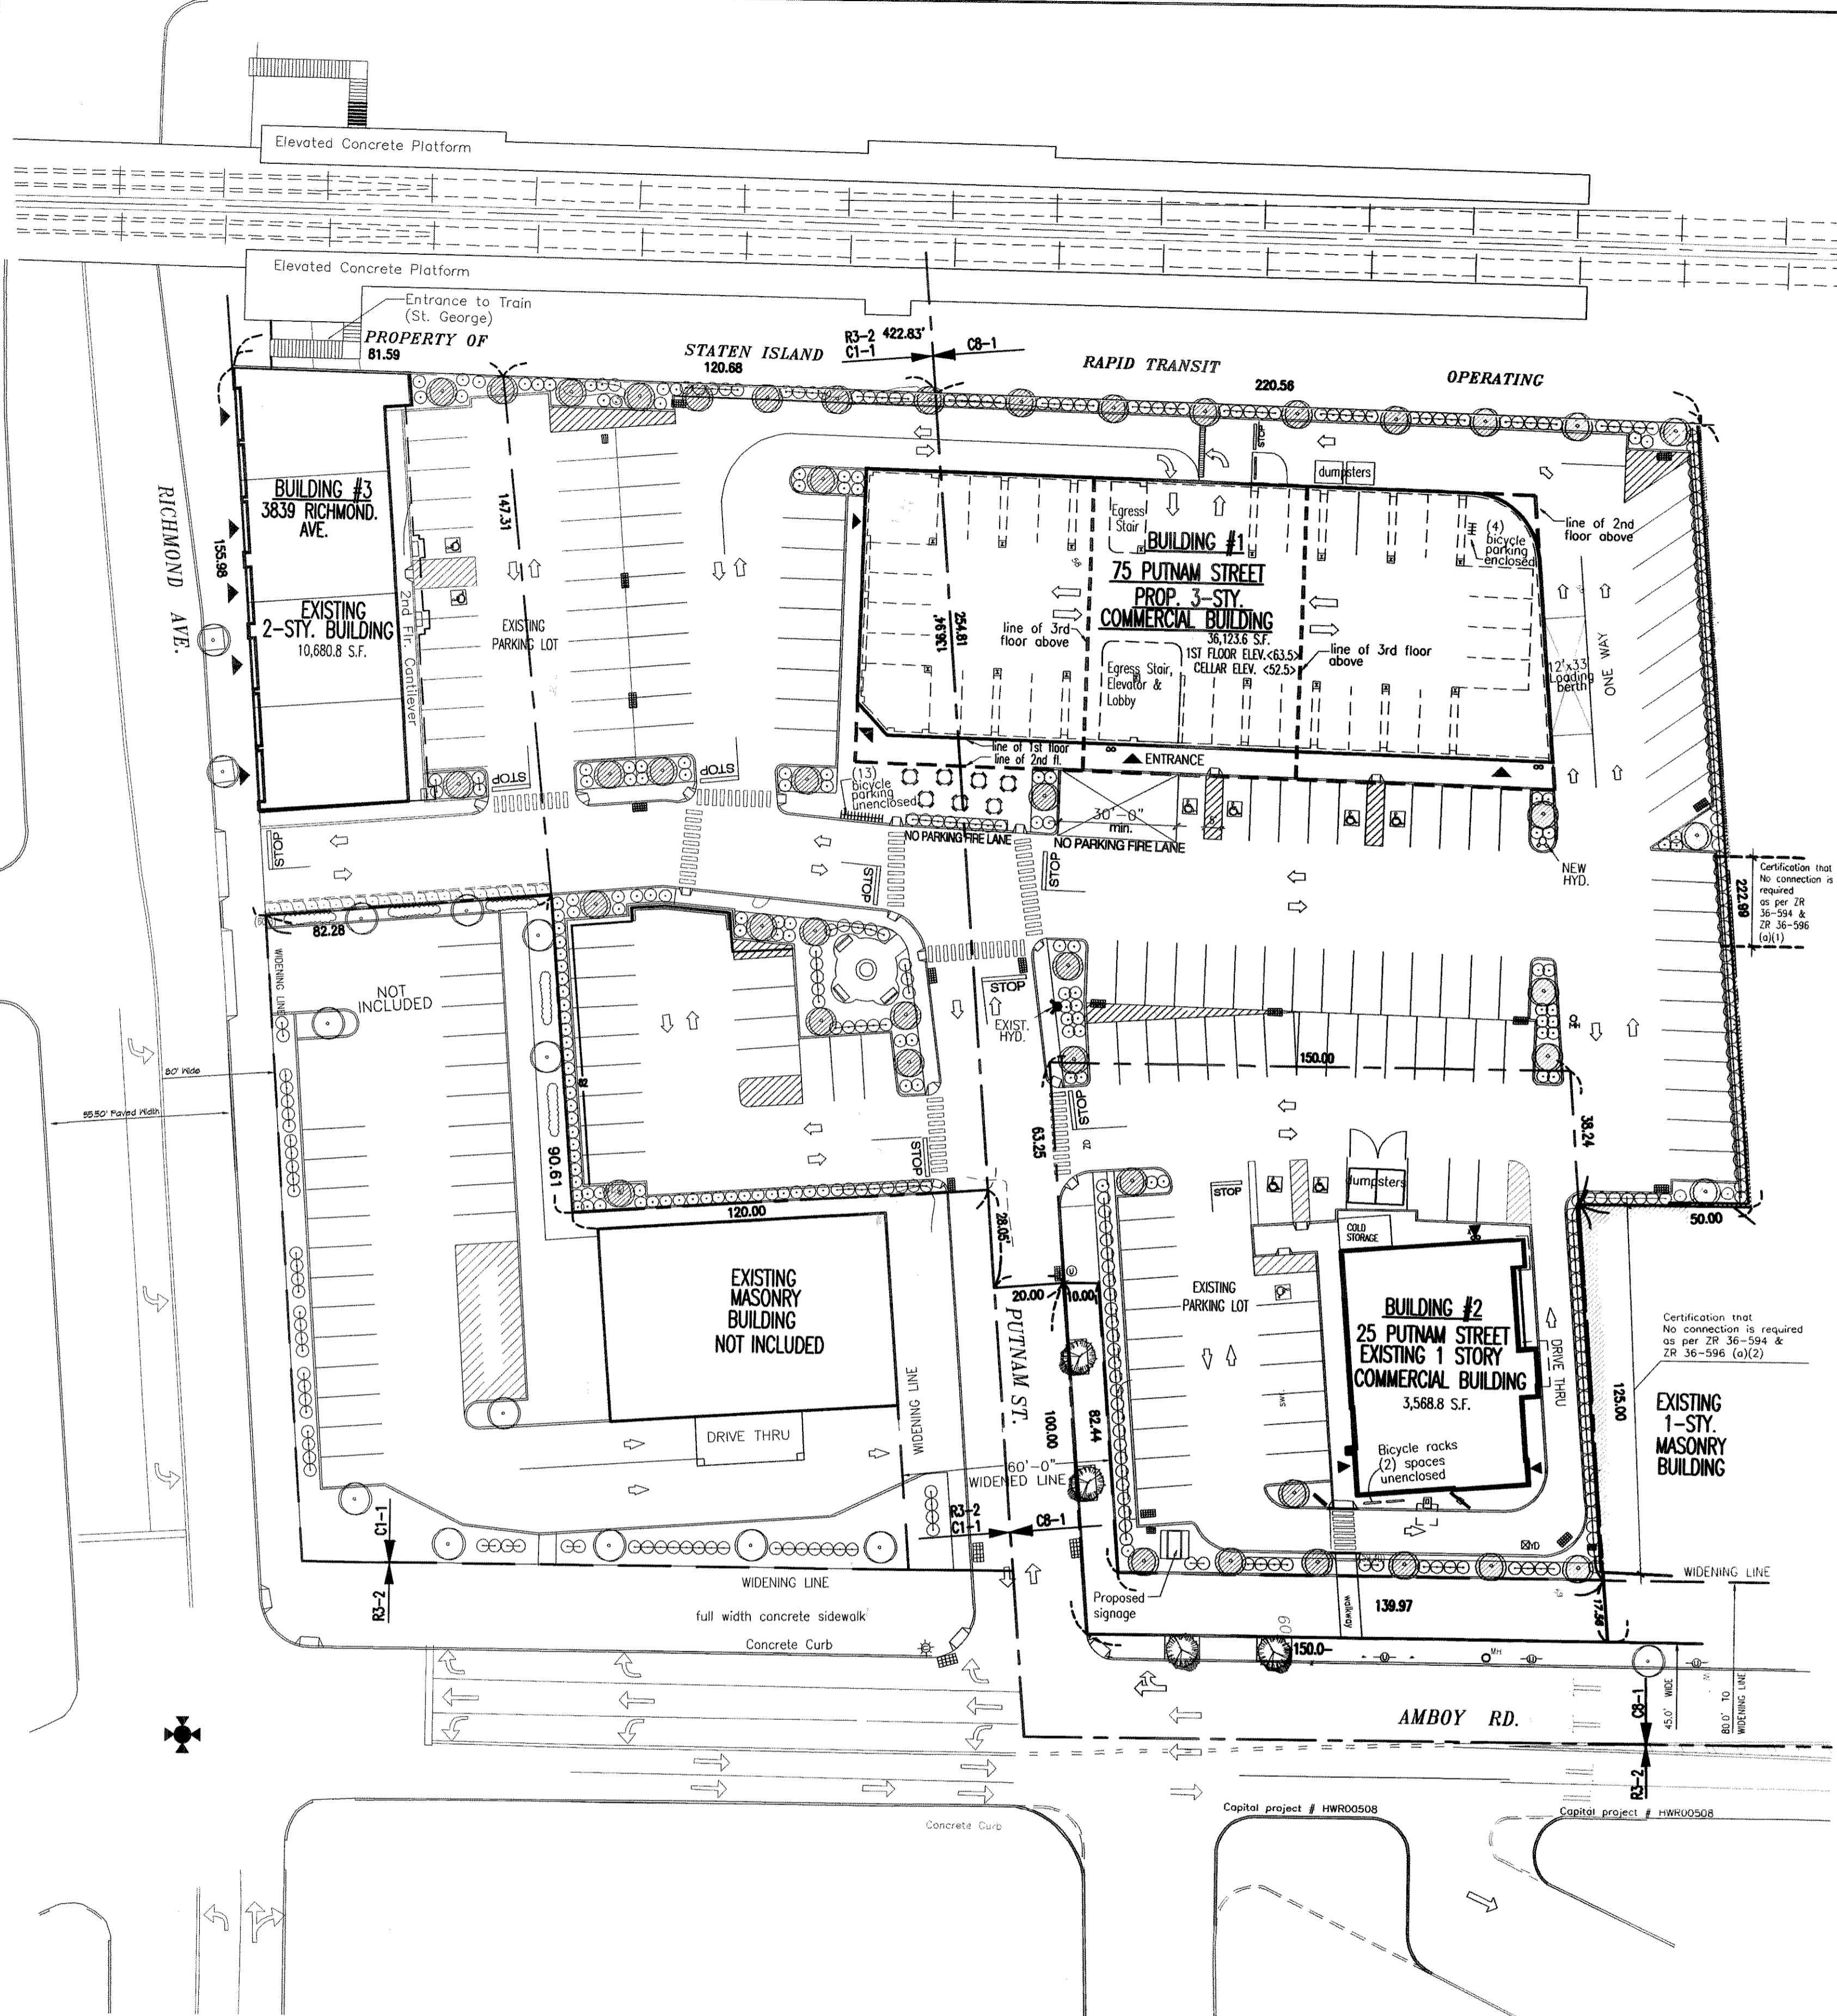 Elevated Concrete Platform
Elevated Concrete Platform
Entrance to Train
(St. George)
PROPERTY OF
81.59
STATEN ISLAND
120.68
R3-2 422.83'
C1-1
C8-1
RAPID TRANSIT
220.56
OPERATING
RICHMOND AVE.
155.98
BUILDING #3
3839 RICHMOND.
AVE.
EXISTING
2-STY. BUILDING
10,680.8 S.F.
2nd Flr. Cantilever
147.31
EXISTING
PARKING LOT
STOP
STOP
STOP
dumpsters
Egress
Stair
BUILDING #1
75 PUTNAM STREET
PROP. 3-STY.
COMMERCIAL BUILDING
36,123.6 S.F.
1ST FLOOR ELEV.<63.5>
CELLAR ELEV. <52.5>
136.94'
254.81
line of 3rd
floor above
line of 3rd floor
above
Egress Stair,
Elevator &
Lobby
(4)
bicycle
parking
enclosed
line of 2nd
floor above
12'x33'
Loading
berth
ONE WAY
line of 1st floor
line of 2nd fl.
ENTRANCE
(13)
bicycle
parking
unenclosed
NO PARKING FIRE LANE
30'-0"
min.
NO PARKING FIRE LANE
NEW
HYD.
STOP
STOP
STOP
222.99
Certification that
No connection is
required
as per ZR
36-594 &
ZR 36-596
(a)(1)
82.28
WIDENING LINE
NOT
INCLUDED
STOP
EXIST.
HYD.
MH
150.00
80' Wide
55.50' Paved Width
62
90.61
STOP
63.25
STOP
38.24
120.00
28.05'
STOP
dumpsters
COLD
STORAGE
50.00
20.00
10.00
EXISTING
MASONRY
BUILDING
NOT INCLUDED
DRIVE THRU
WIDENING LINE
PUTNAM ST.
100.00
82.44
60'-0"
WIDENED LINE
EXISTING
PARKING LOT
BUILDING #2
25 PUTNAM STREET
EXISTING 1 STORY
COMMERCIAL BUILDING
3,568.8 S.F.
Bicycle racks
(2) spaces
unenclosed
DRIVE THRU
125.00
Certification that
No connection is required
as per ZR 36-594 &
ZR 36-596 (a)(2)
EXISTING
1-STY.
MASONRY
BUILDING
R3-2
C1-1
C8-1
C1-1
R3-2
WIDENING LINE
full width concrete sidewalk
Concrete Curb
Proposed
signage
walkway
139.97
17.58
WIDENING LINE
60
150.0-
MH
AMBOY RD.
C8-1
R3-2
45.0' WIDE
80.0' TO
WIDENING LINE
Concrete Curb
Capital project # HWR00508
Capital project # HWR00508